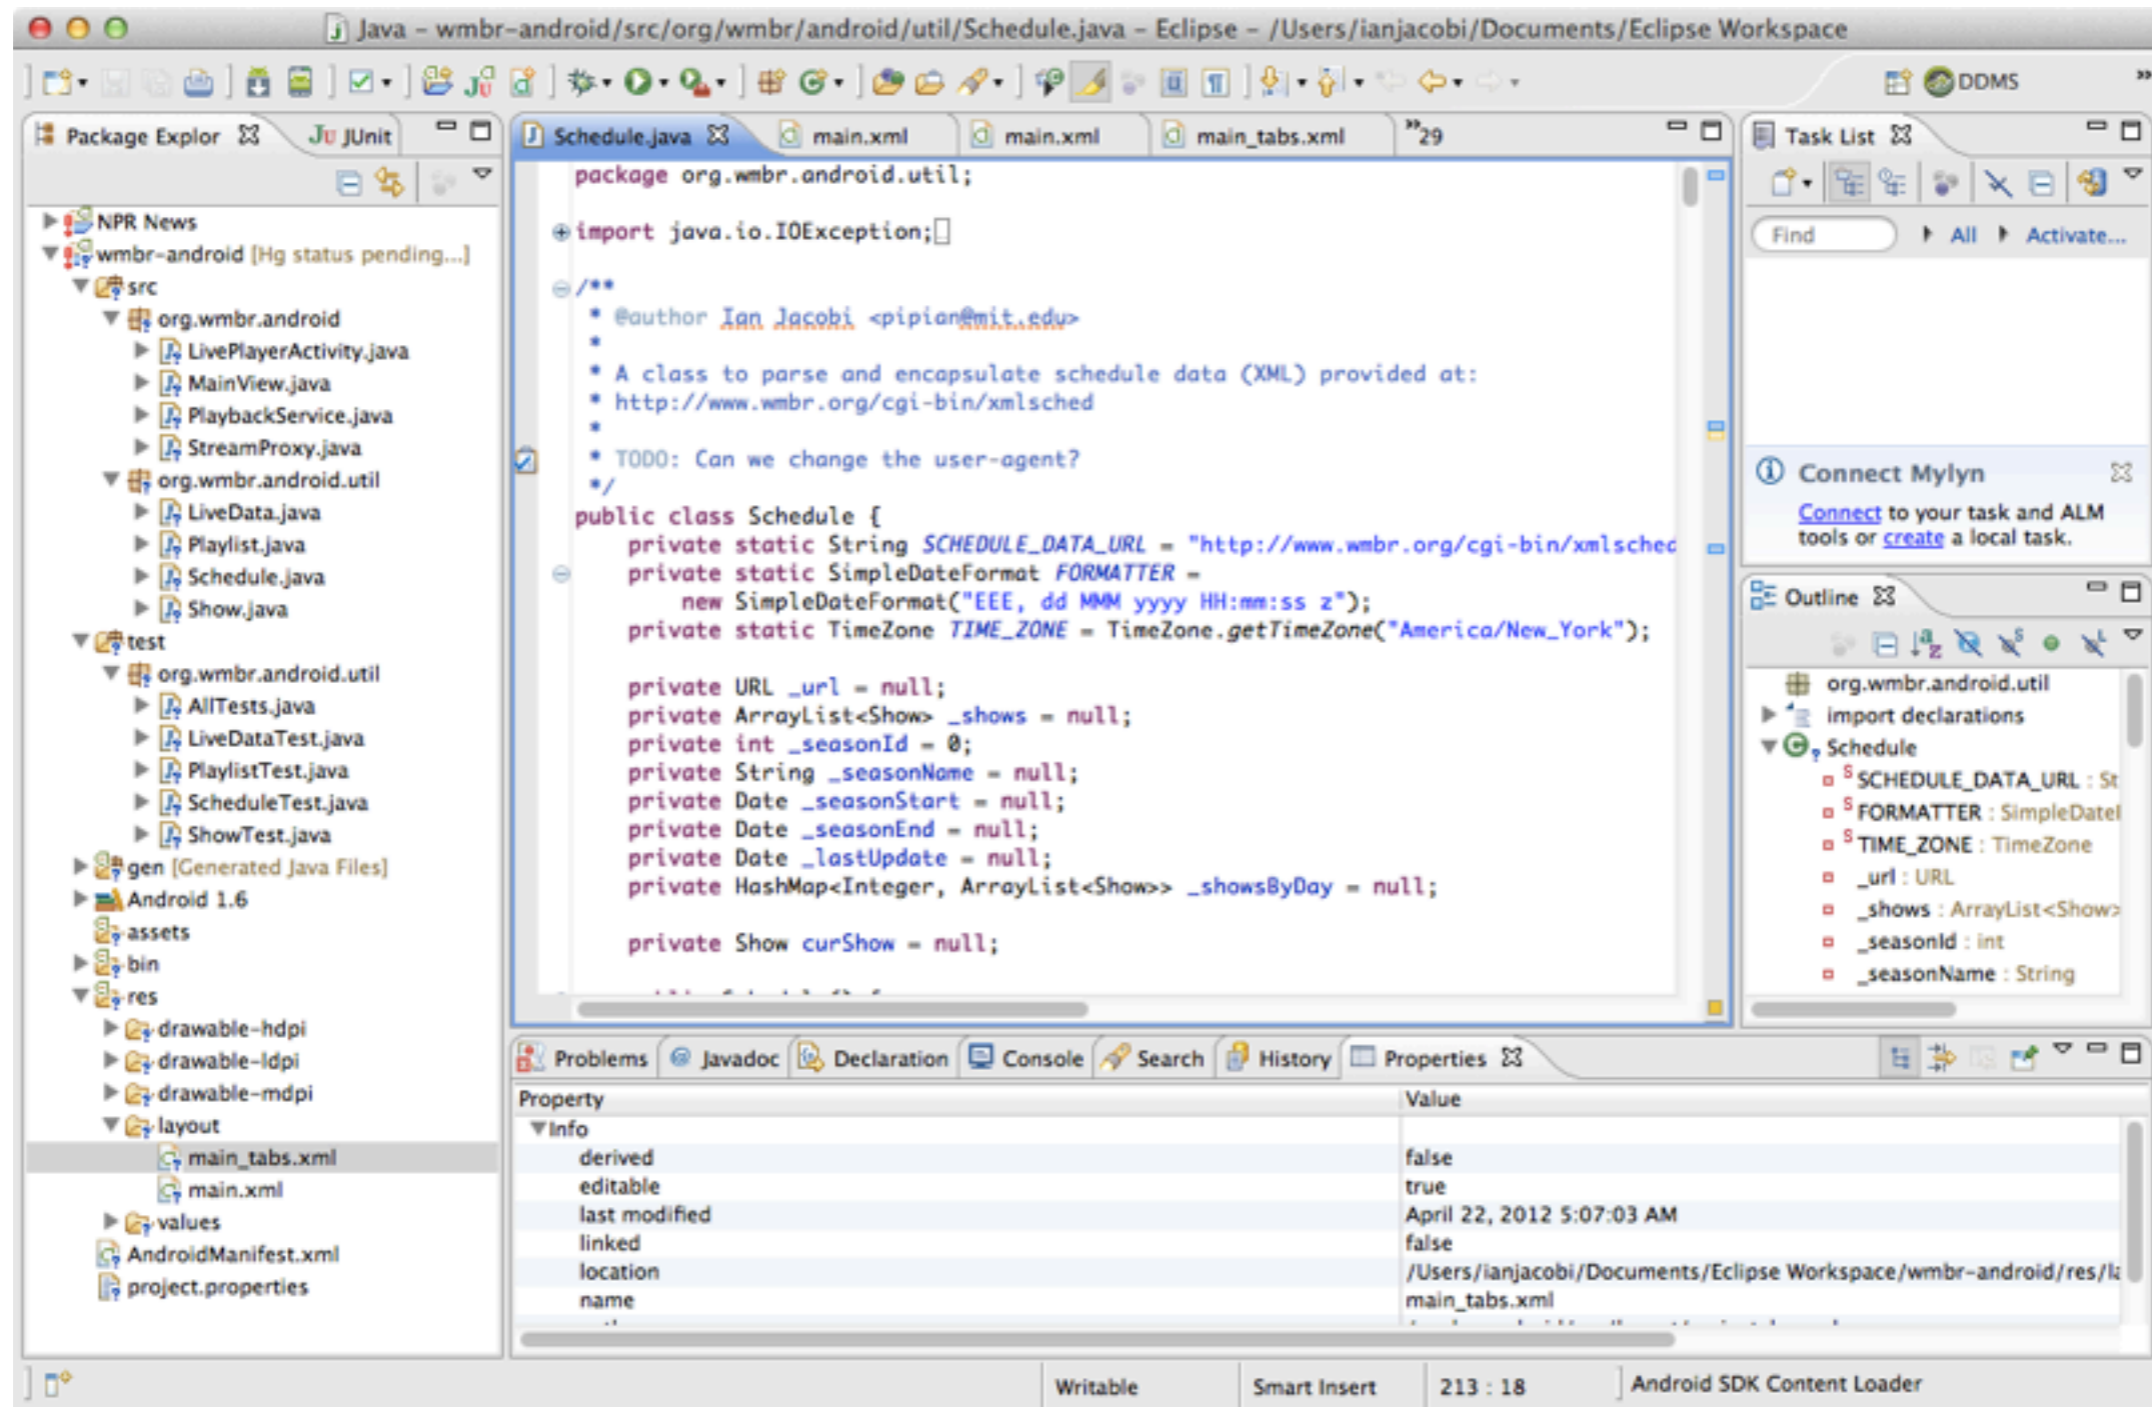 Java – wmbr-android/src/org/wmbr/android/util/Schedule.java – Eclipse – /Users/ianjacobi/Documents/Eclipse Workspace
DDMS
Package Explor
JUnit
NPR News
wmbr-android [Hg status pending...]
src
org.wmbr.android
LivePlayerActivity.java
MainView.java
PlaybackService.java
StreamProxy.java
org.wmbr.android.util
LiveData.java
Playlist.java
Schedule.java
Show.java
test
org.wmbr.android.util
AllTests.java
LiveDataTest.java
PlaylistTest.java
ScheduleTest.java
ShowTest.java
gen [Generated Java Files]
Android 1.6
assets
bin
res
drawable-hdpi
drawable-ldpi
drawable-mdpi
layout
main_tabs.xml
main.xml
values
AndroidManifest.xml
project.properties
Schedule.java
main.xml
main.xml
main_tabs.xml
»29
package org.wmbr.android.util;
import java.io.IOException;
/**
* @author Ian Jacobi <pipian@mit.edu>
*
* A class to parse and encapsulate schedule data (XML) provided at:
* http://www.wmbr.org/cgi-bin/xmlsched
*
* TODO: Can we change the user-agent?
*/
public class Schedule {
private static String SCHEDULE_DATA_URL = "http://www.wmbr.org/cgi-bin/xmlsched
private static SimpleDateFormat FORMATTER =
new SimpleDateFormat("EEE, dd MMM yyyy HH:mm:ss z");
private static TimeZone TIME_ZONE = TimeZone.getTimeZone("America/New_York");
private URL _url = null;
private ArrayList<Show> _shows = null;
private int _seasonId = 0;
private String _seasonName = null;
private Date _seasonStart = null;
private Date _seasonEnd = null;
private Date _lastUpdate = null;
private HashMap<Integer, ArrayList<Show>> _showsByDay = null;
private Show curShow = null;
Task List
Find
All
Activate...
Connect Mylyn
Connect to your task and ALM
tools or create a local task.
Outline
org.wmbr.android.util
import declarations
Schedule
SCHEDULE_DATA_URL : St
FORMATTER : SimpleDate
TIME_ZONE : TimeZone
_url : URL
_shows : ArrayList<Show>
_seasonId : int
_seasonName : String
Problems
Javadoc
Declaration
Console
Search
History
Properties
Property Value
Info
derived false
editable true
last modified April 22, 2012 5:07:03 AM
linked false
location /Users/ianjacobi/Documents/Eclipse Workspace/wmbr-android/res/la
name main_tabs.xml
Writable
Smart Insert
213 : 18
Android SDK Content Loader